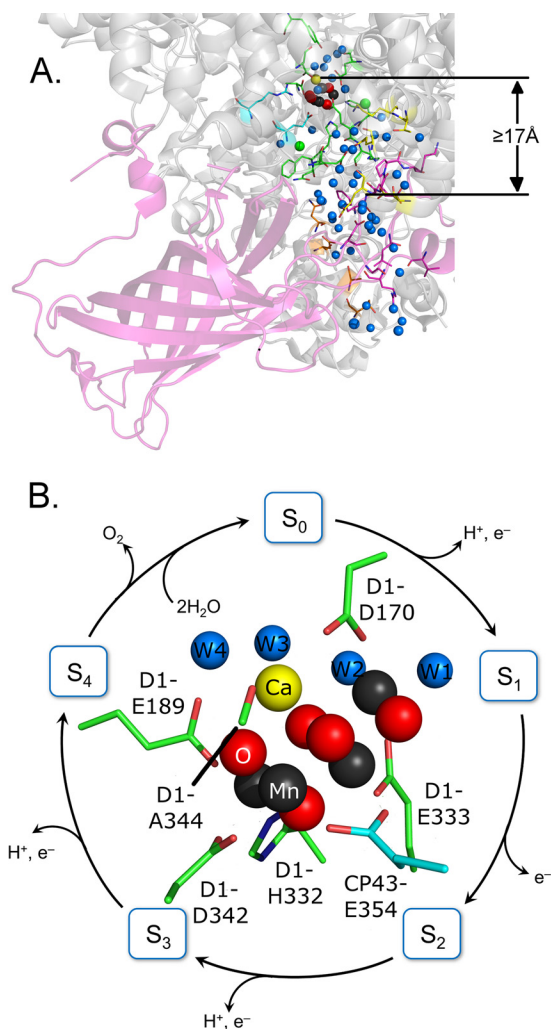 A.
≥17Å
B.
S₀
O₂
H⁺, e⁻
2H₂O
D1-
D170
W4
W3
W2
W1
S₄
Ca
S₁
D1-
E189
O
D1-
A344
Mn
D1-
E333
H⁺, e⁻
D1-
D342
D1-
H332
CP43-
E354
e⁻
S₃
S₂
H⁺, e⁻